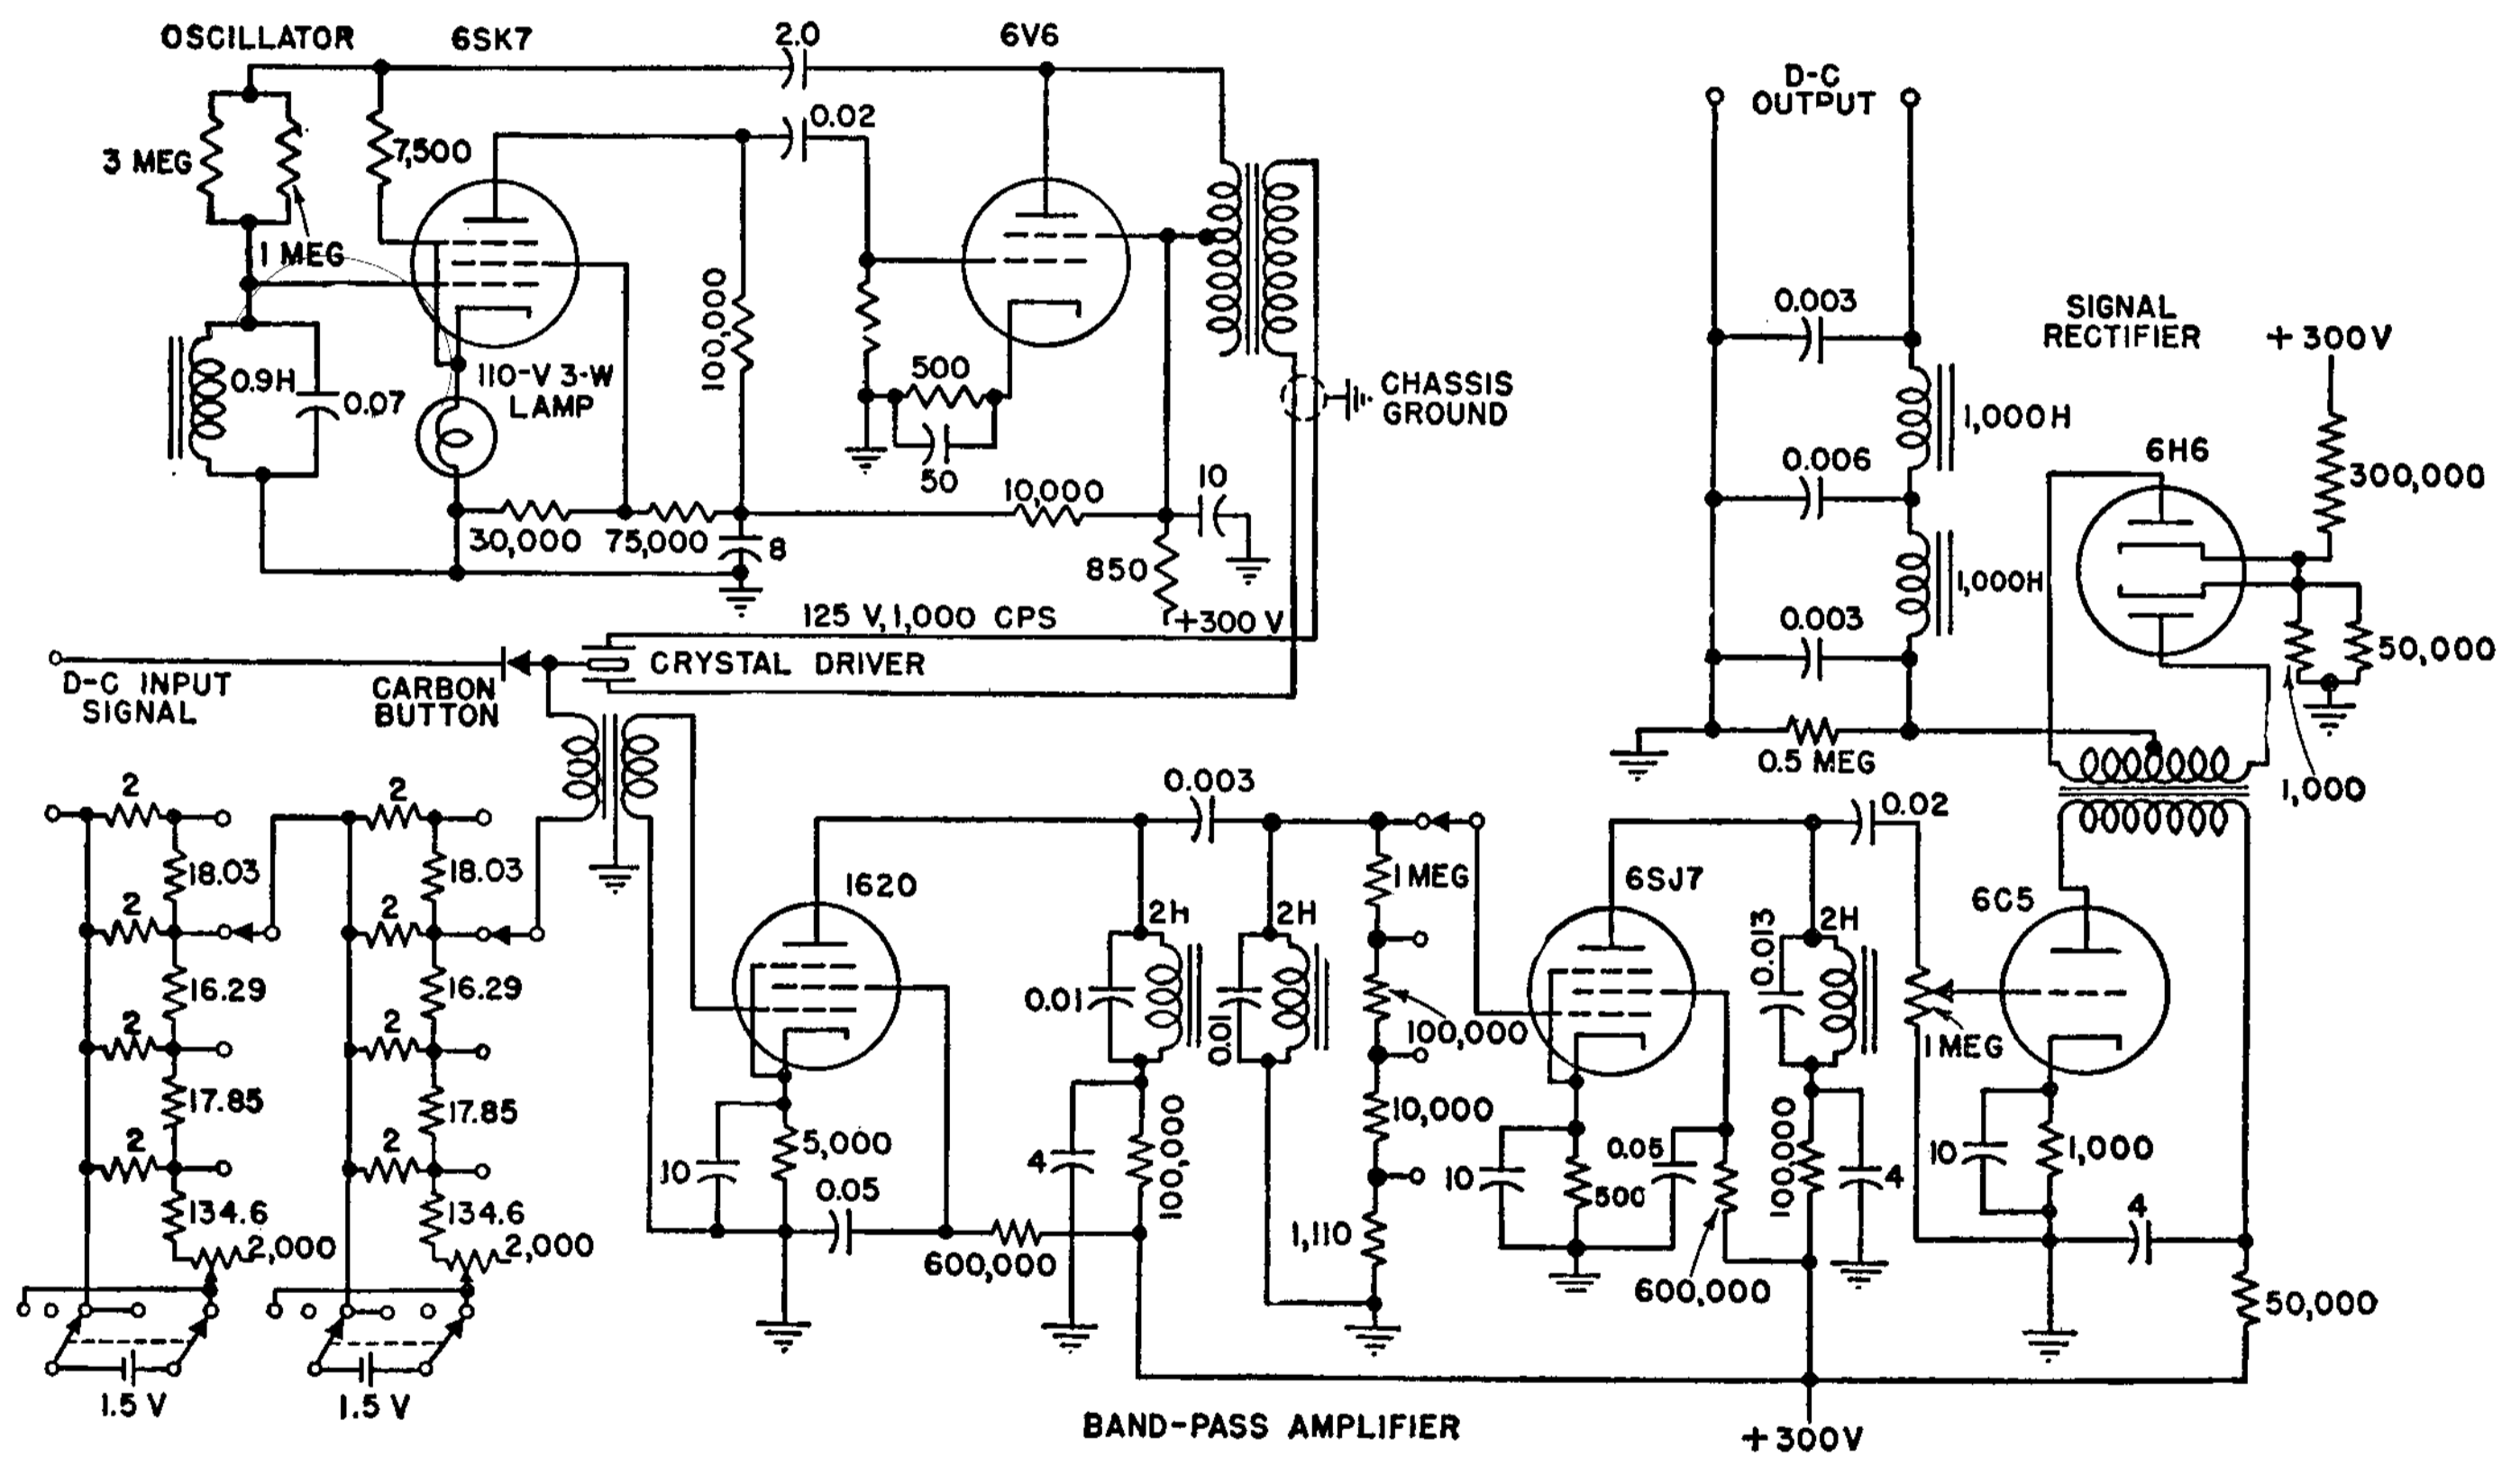 OSCILLATOR
6SK7
2.0
6V6
0.02
3 MEG
7,500
1 MEG
100,000
0.9H
0.07
110-V 3-W
LAMP
500
50
CHASSIS
GROUND
10,000
10
30,000
75,000
8
850
+300 V
125 V, 1,000 CPS
CRYSTAL DRIVER
D-C INPUT
SIGNAL
CARBON
BUTTON
D-C
OUTPUT
0.003
1,000H
0.006
1,000H
0.003
0.5 MEG
SIGNAL
RECTIFIER
+300V
6H6
300,000
50,000
1,000
2
18.03
2
16.29
2
17.85
2
134.6
2,000
1.5 V
2
18.03
2
16.29
2
17.85
2
134.6
2,000
1.5 V
1620
10
5,000
0.05
600,000
0.003
2h
0.01
4
100,000
2H
0.01
1 MEG
100,000
10,000
1,110
6SJ7
10
500
0.05
600,000
0.02
0.013
2H
100,000
4
1 MEG
6C5
10
1,000
4
50,000
BAND-PASS AMPLIFIER
+300V